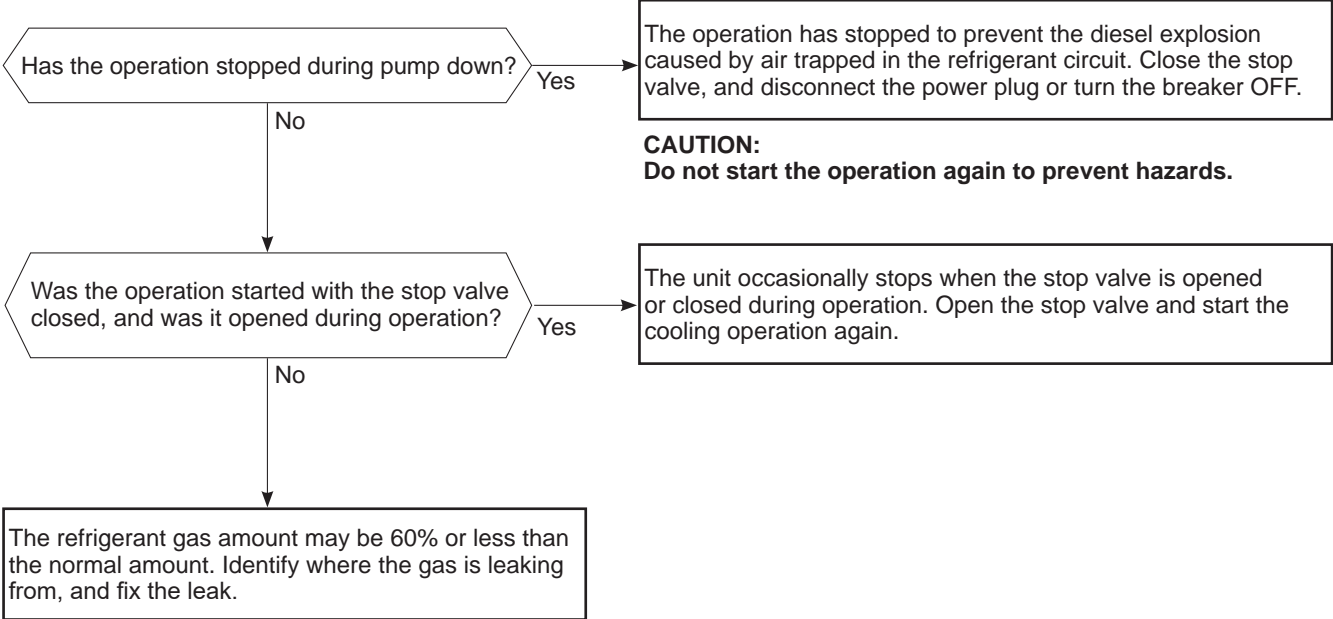 Has the operation stopped during pump down?
Yes
The operation has stopped to prevent the diesel explosion
caused by air trapped in the refrigerant circuit. Close the stop
valve, and disconnect the power plug or turn the breaker OFF.
CAUTION:
Do not start the operation again to prevent hazards.
No
Was the operation started with the stop valve
closed, and was it opened during operation?
Yes
The unit occasionally stops when the stop valve is opened
or closed during operation. Open the stop valve and start the
cooling operation again.
No
The refrigerant gas amount may be 60% or less than
the normal amount. Identify where the gas is leaking
from, and fix the leak.